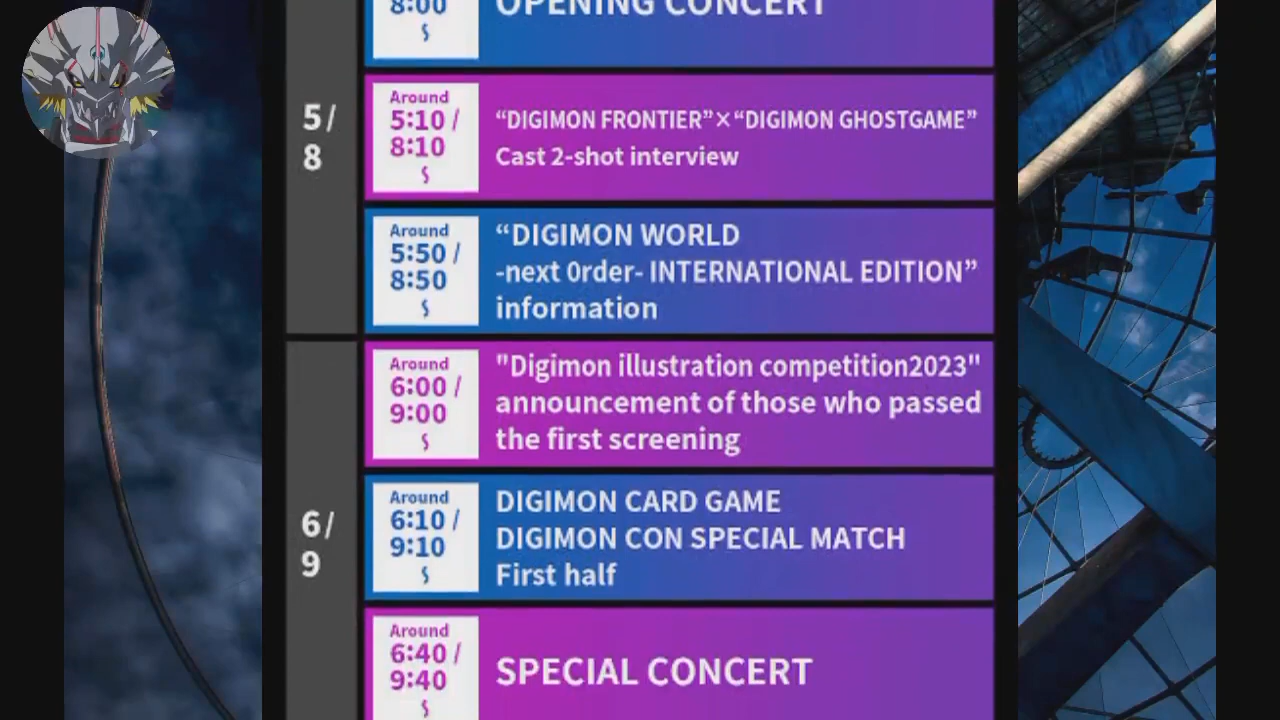 8:00
OPENING CONCERT
5/
8
Around
5:10 /
8:10
“DIGIMON FRONTIER”×“DIGIMON GHOSTGAME”
Cast 2-shot interview
Around
5:50 /
8:50
“DIGIMON WORLD
-next 0rder- INTERNATIONAL EDITION”
information
6/
9
Around
6:00 /
9:00
"Digimon illustration competition2023"
announcement of those who passed
the first screening
Around
6:10 /
9:10
DIGIMON CARD GAME
DIGIMON CON SPECIAL MATCH
First half
Around
6:40 /
9:40
SPECIAL CONCERT